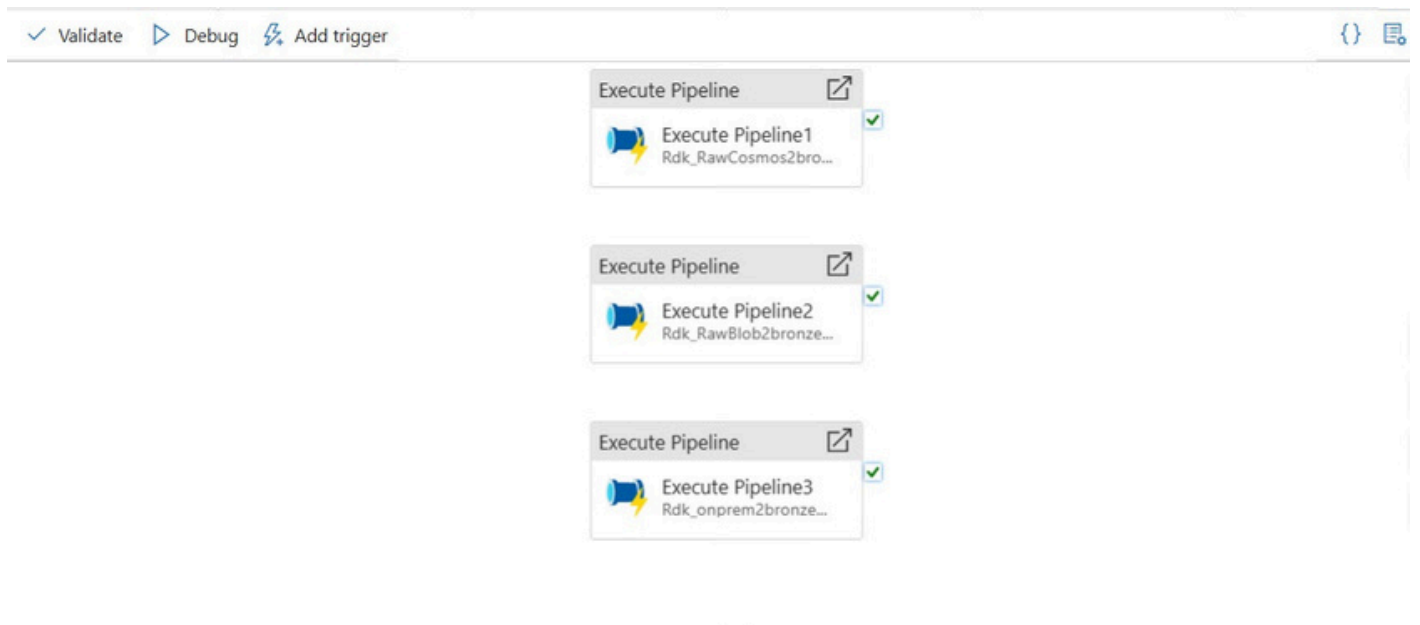 Validate Debug Add trigger {}
Execute Pipeline
Execute Pipeline1
Rdk_RawCosmos2bro...
Execute Pipeline
Execute Pipeline2
Rdk_RawBlob2bronze...
Execute Pipeline
Execute Pipeline3
Rdk_onprem2bronze...